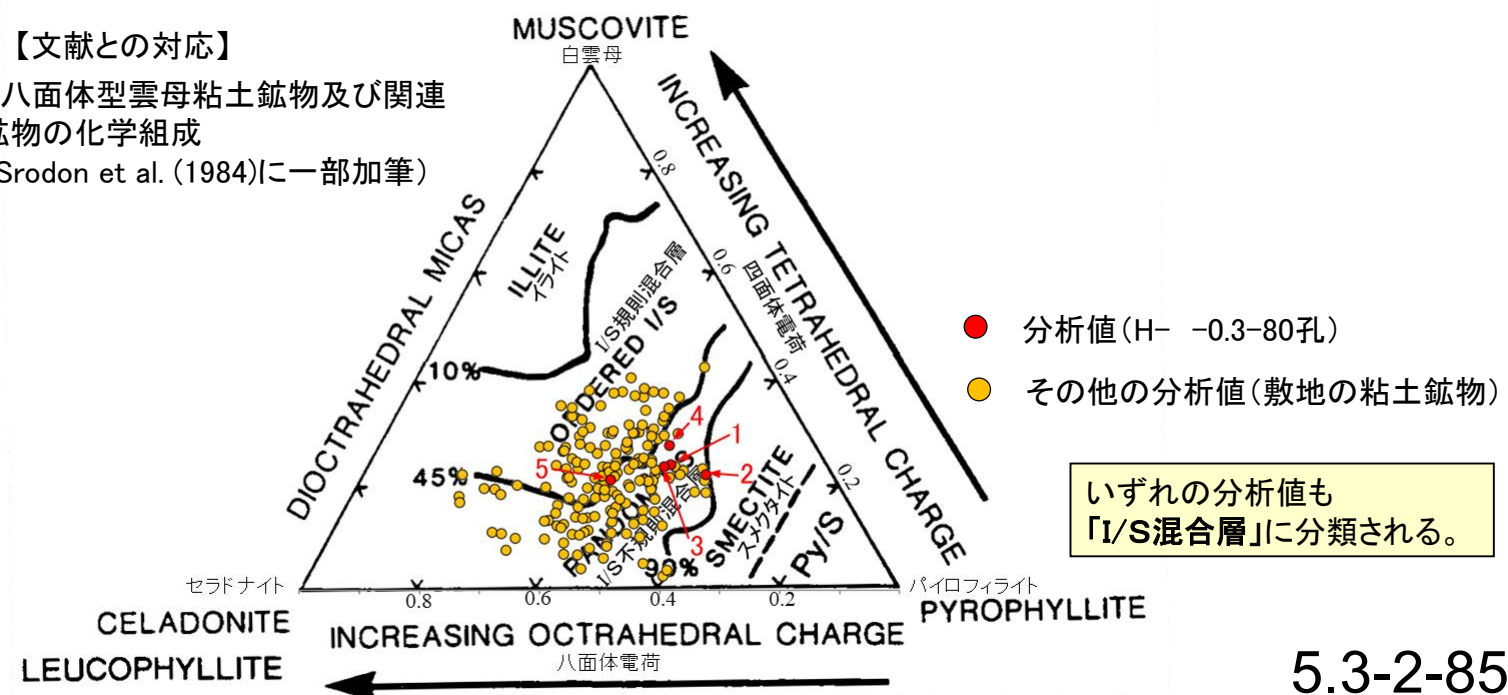 【文献との対応】
八面体型雲母粘土鉱物及び関連
鉱物の化学組成
Srodon et al. (1984)に一部加筆）
MUSCOVITE
白雲母
INCREASING TETRAHEDRAL CHARGE
四面体電荷
0.8
0.6
0.4
0.2
DIOCTRAHEDRAL MICAS
ILLITE
イライト
I/S規則混合層
ORDERED I/S
10%
45%
90%
I/S不規則混合層
SMECTITE
スメクタイト
Py/S
4
1
5
2
3
分析値（H-　-0.3-80孔）
その他の分析値（敷地の粘土鉱物）
いずれの分析値も
「I/S混合層」に分類される。
セラドナイト
パイロフィライト
0.8
0.6
0.4
0.2
CELADONITE
LEUCOPHYLLITE
INCREASING OCTRAHEDRAL CHARGE
八面体電荷
PYROPHYLLITE
5.3-2-85